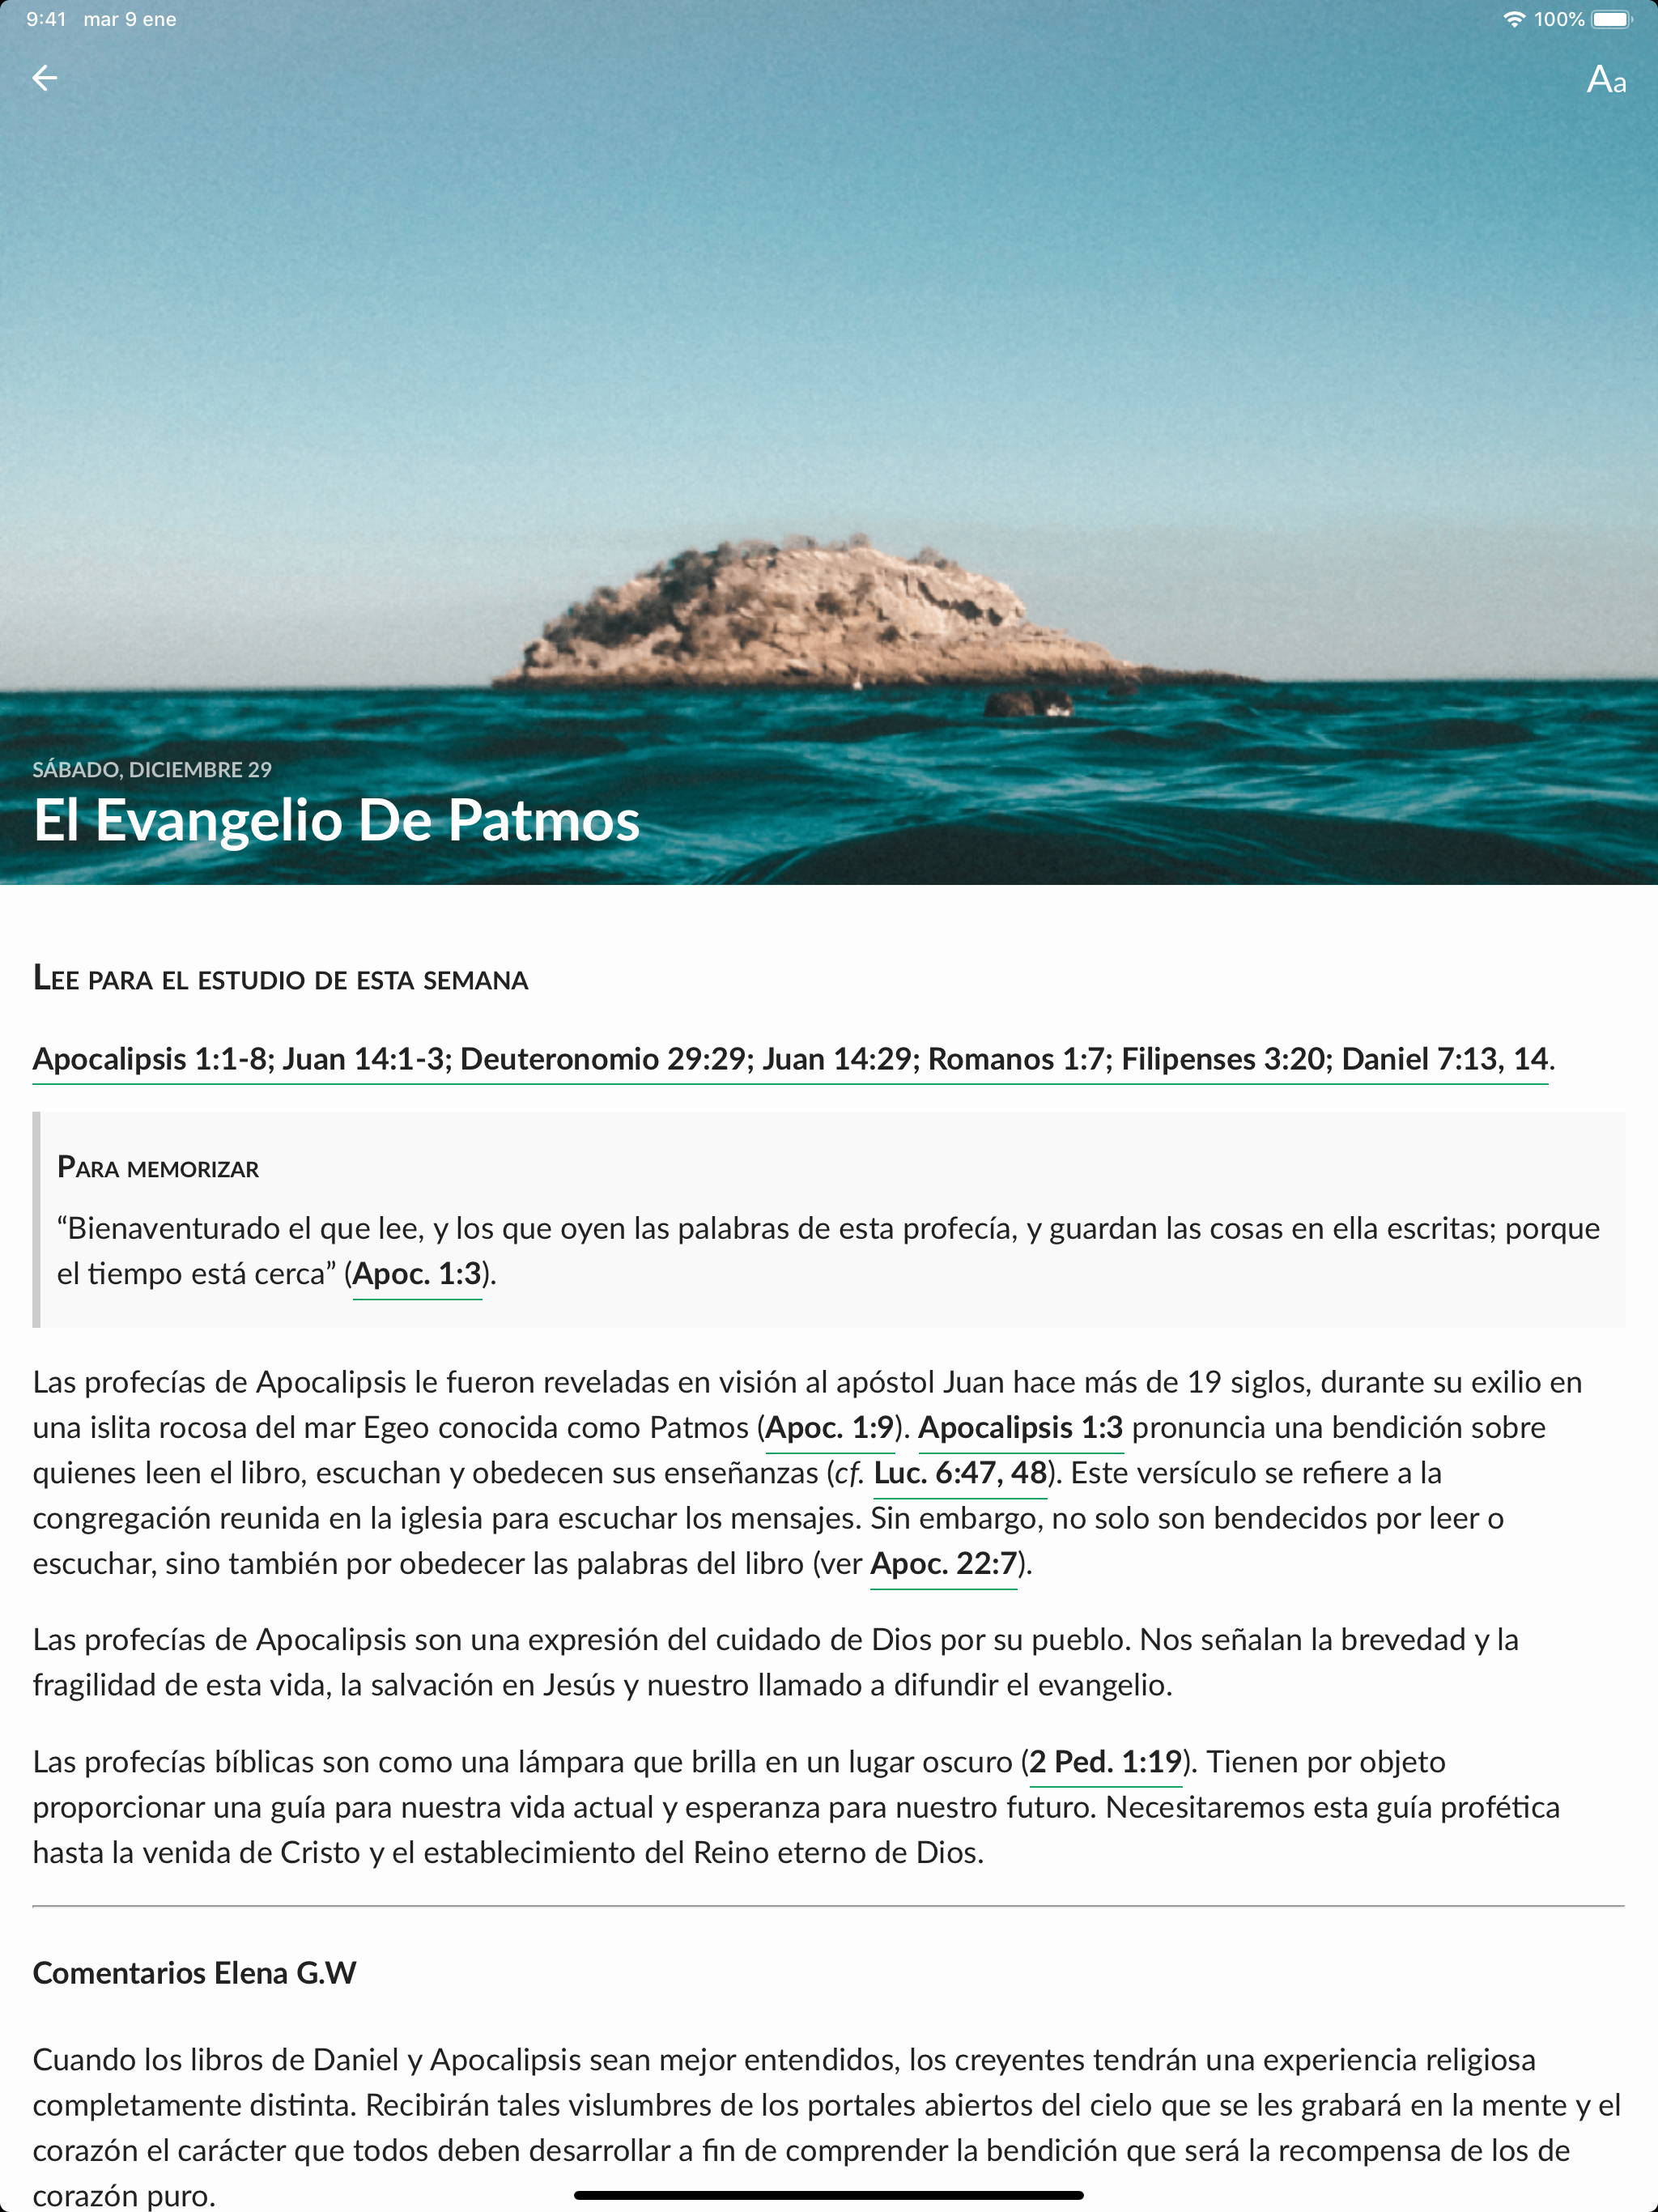 9:41 mar 9 ene
100%
Aa
SÁBADO, DICIEMBRE 29
El Evangelio De Patmos
Lee para el estudio de esta semana
Apocalipsis 1:1-8; Juan 14:1-3; Deuteronomio 29:29; Juan 14:29; Romanos 1:7; Filipenses 3:20; Daniel 7:13, 14.
Para memorizar
“Bienaventurado el que lee, y los que oyen las palabras de esta profecía, y guardan las cosas en ella escritas; porque
el tiempo está cerca” (Apoc. 1:3).
Las profecías de Apocalipsis le fueron reveladas en visión al apóstol Juan hace más de 19 siglos, durante su exilio en
una islita rocosa del mar Egeo conocida como Patmos (Apoc. 1:9). Apocalipsis 1:3 pronuncia una bendición sobre
quienes leen el libro, escuchan y obedecen sus enseñanzas (cf. Luc. 6:47, 48). Este versículo se refiere a la
congregación reunida en la iglesia para escuchar los mensajes. Sin embargo, no solo son bendecidos por leer o
escuchar, sino también por obedecer las palabras del libro (ver Apoc. 22:7).
Las profecías de Apocalipsis son una expresión del cuidado de Dios por su pueblo. Nos señalan la brevedad y la
fragilidad de esta vida, la salvación en Jesús y nuestro llamado a difundir el evangelio.
Las profecías bíblicas son como una lámpara que brilla en un lugar oscuro (2 Ped. 1:19). Tienen por objeto
proporcionar una guía para nuestra vida actual y esperanza para nuestro futuro. Necesitaremos esta guía profética
hasta la venida de Cristo y el establecimiento del Reino eterno de Dios.
Comentarios Elena G.W
Cuando los libros de Daniel y Apocalipsis sean mejor entendidos, los creyentes tendrán una experiencia religiosa
completamente distinta. Recibirán tales vislumbres de los portales abiertos del cielo que se les grabará en la mente y el
corazón el carácter que todos deben desarrollar a fin de comprender la bendición que será la recompensa de los de
corazón puro.